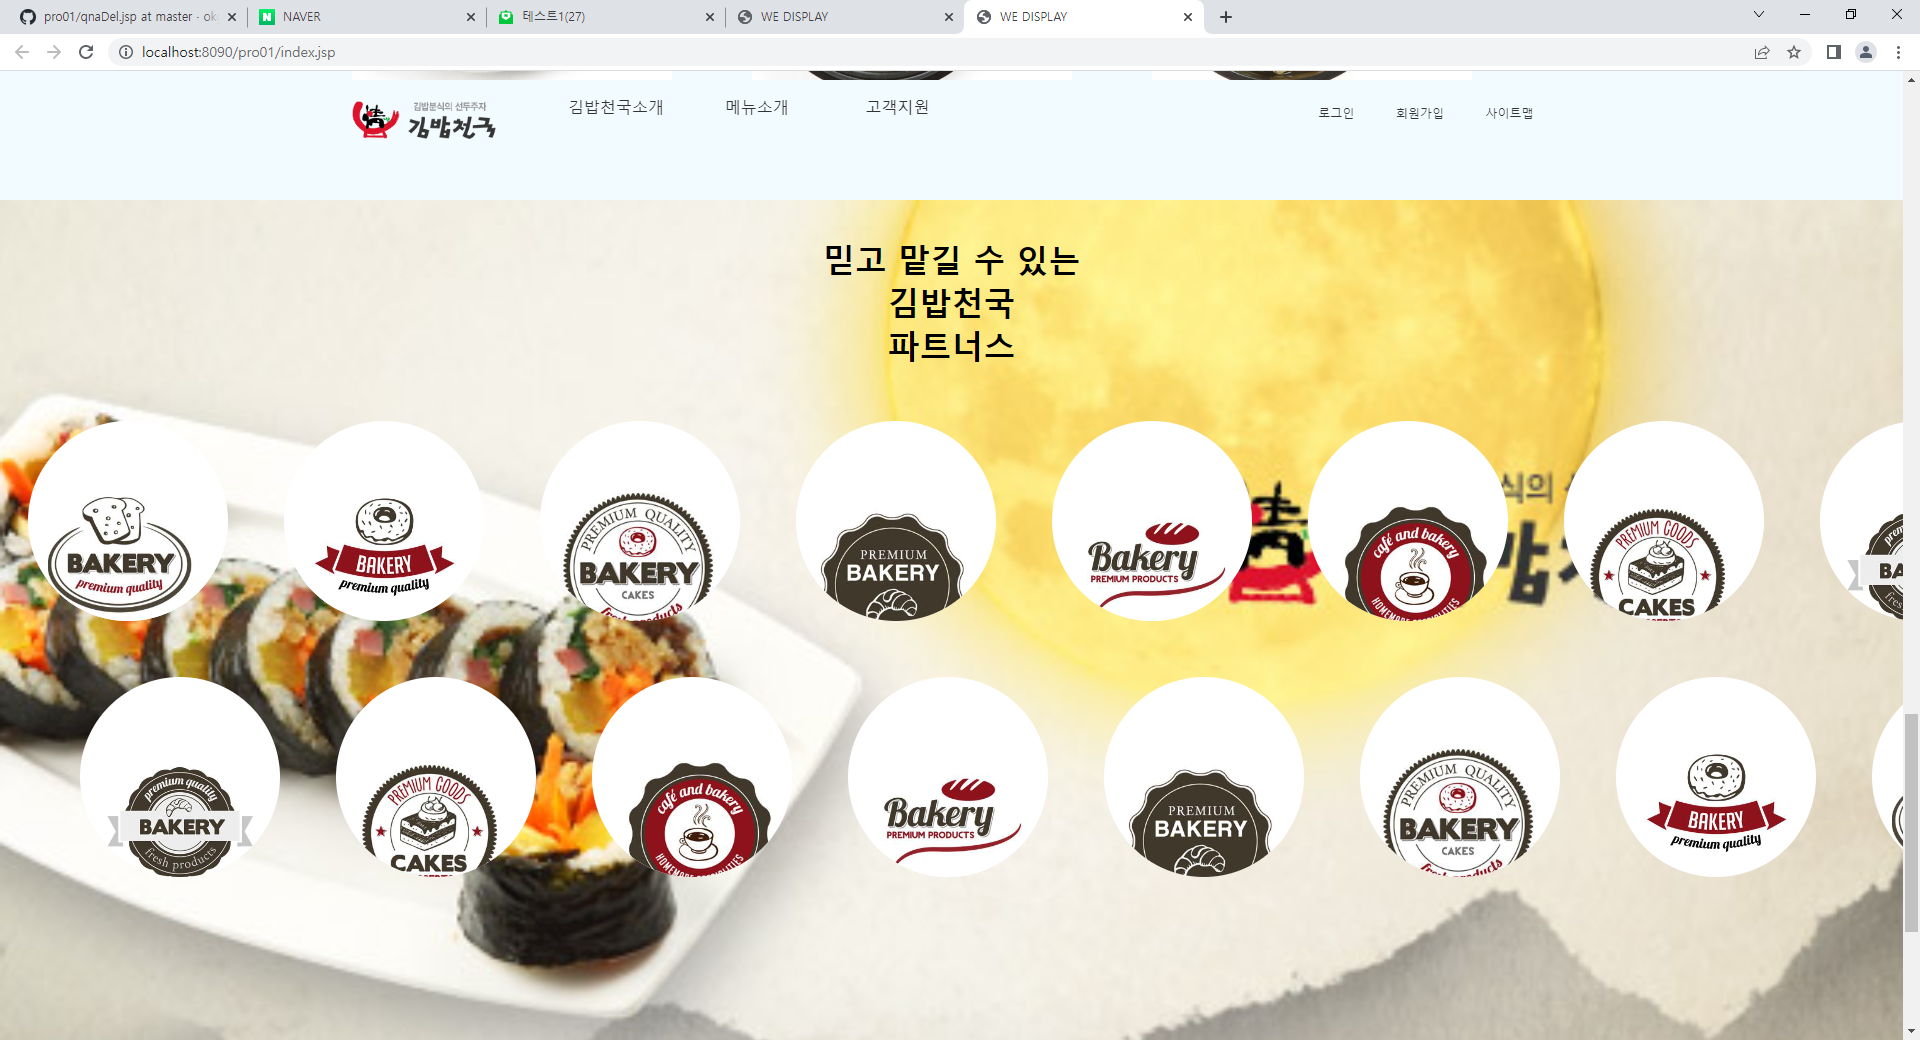 pro01/qnaDel.jsp at master · ok
NAVER
테스트1(27)
WE DISPLAY
WE DISPLAY
localhost:8090/pro01/index.jsp
김밥분식의 선두주자
김밥천국
김밥천국소개
메뉴소개
고객지원
로그인
회원가입
사이트맵
믿고 맡길 수 있는
김밥천국
파트너스
식의
BAKERY
premium quality
BAKERY
premium quality
PREMIUM QUALITY
BAKERY
CAKES
fresh products
PREMIUM
BAKERY
Bakery
PREMIUM PRODUCTS
café and bakery
HOMEMADE SPECIALITIES
PREMIUM GOODS
CAKES
BA
premium quality
BAKERY
fresh products
PREMIUM GOODS
CAKES
café and bakery
HOMEMADE SPECIALITIES
Bakery
PREMIUM PRODUCTS
PREMIUM
BAKERY
PREMIUM QUALITY
BAKERY
CAKES
fresh products
BAKERY
premium quality